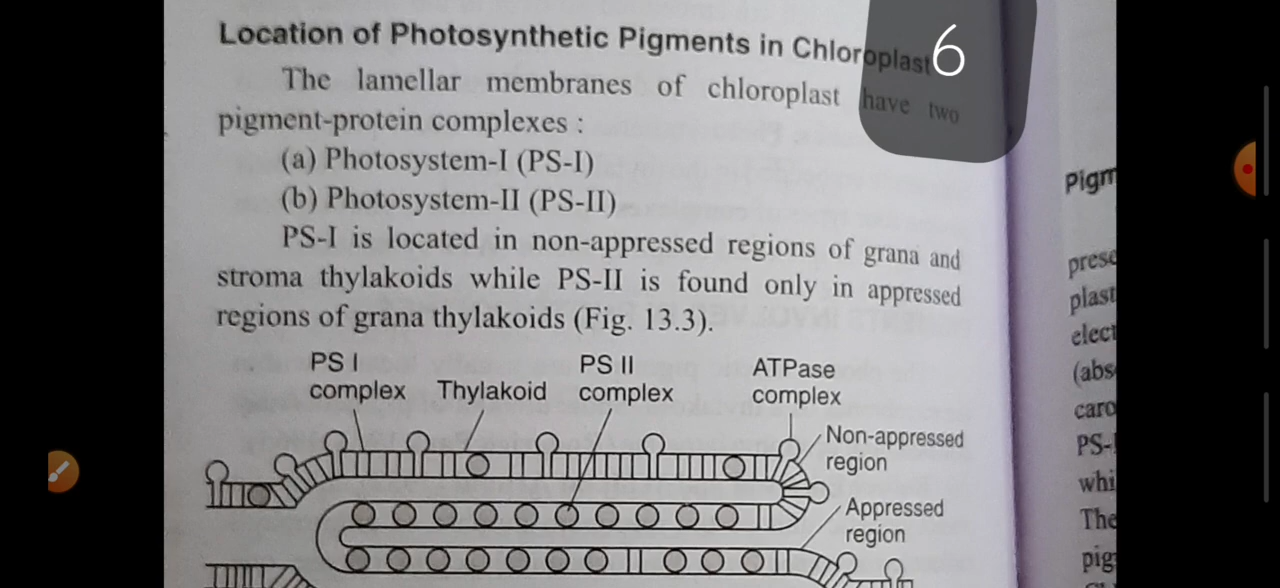 Location of Photosynthetic Pigments in Chloroplast
6
The lamellar membranes of chloroplast have two
pigment-protein complexes :
(a) Photosystem-I (PS-I)
(b) Photosystem-II (PS-II)
PS-I is located in non-appressed regions of grana and
stroma thylakoids while PS-II is found only in appressed
regions of grana thylakoids (Fig. 13.3).
PS I
complex
Thylakoid
PS II
complex
ATPase
complex
Non-appressed
region
Appressed
region
Pigm
prese
plast
elect
(abs
caro
PS-
whi
The
pig